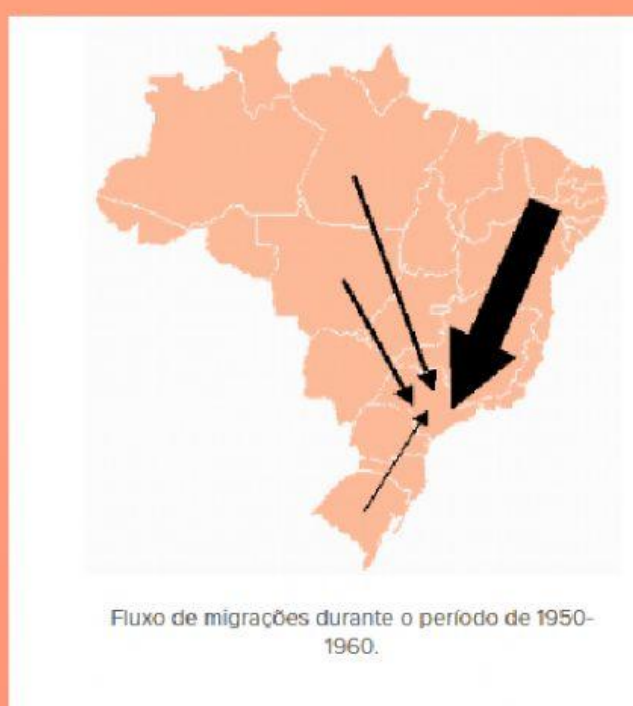 Fluxo de migrações durante o período de 1950-
1960.